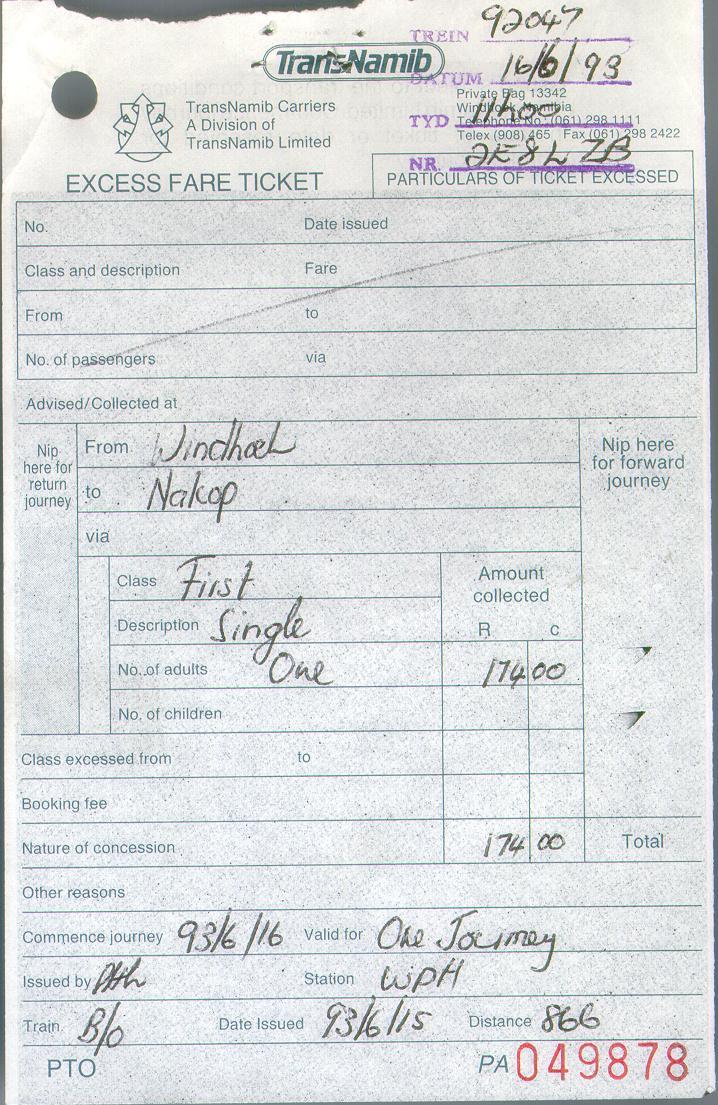 TREIN 92047
TransNamib
DATUM 16/6/93
Private Bag 13342
Windhoek, Namibia
TYD 11h00
Telephone No.: (061) 298 1111
Telex (908) 465 Fax (061) 298 2422
TransNamib Carriers
A Division of
TransNamib Limited
NR.
EXCESS FARE TICKET
PARTICULARS OF TICKET EXCESSED
No. Date issued
Class and description Fare
From to
No. of passengers via
Advised/Collected at
Nip here for return journey
From Windhoek
Nip here for forward journey
to Nakop
via
Class First
Amount collected
Description Single
R c
No. of adults One 174 00
No. of children
Class excessed from to
Booking fee
Nature of concession 174 00 Total
Other reasons
Commence journey 93/6/16 Valid for One Journey
Issued by Station WDH
Train B/O Date Issued 93/6/15 Distance 866
PTO PA 049878